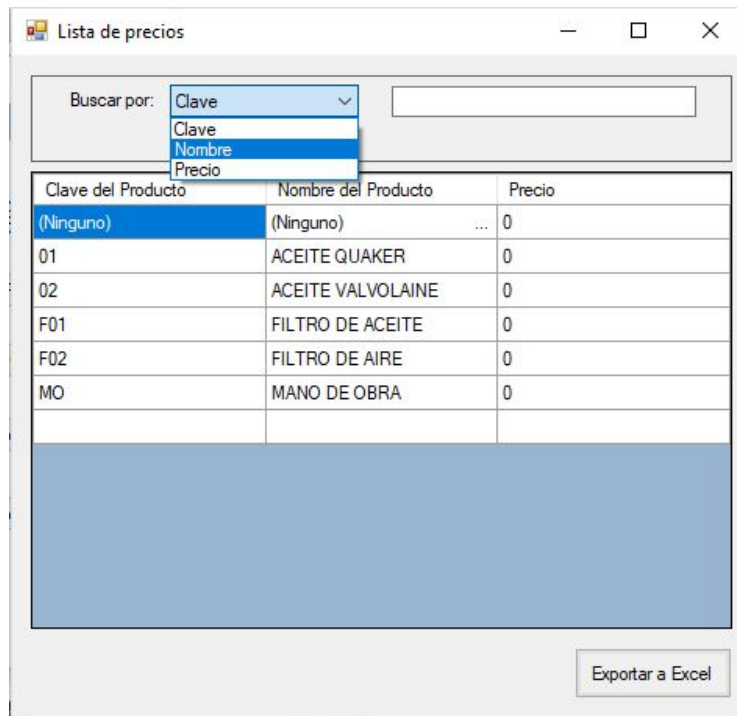 Lista de precios
Buscar por: Clave
Clave
Nombre
Precio
Clave del Producto Nombre del Producto Precio
(Ninguno) (Ninguno) ... 0
01 ACEITE QUAKER 0
02 ACEITE VALVOLAINE 0
F01 FILTRO DE ACEITE 0
F02 FILTRO DE AIRE 0
MO MANO DE OBRA 0
Exportar a Excel